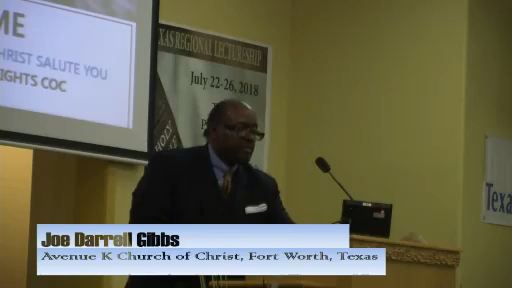 ME
HRIST SALUTE YOU
IGHTS COC
XAS REGIONAL LECTURESHIP
July 22-26, 2018
Texa
Joe Darrell Gibbs
Avenue K Church of Christ, Fort Worth, Texas